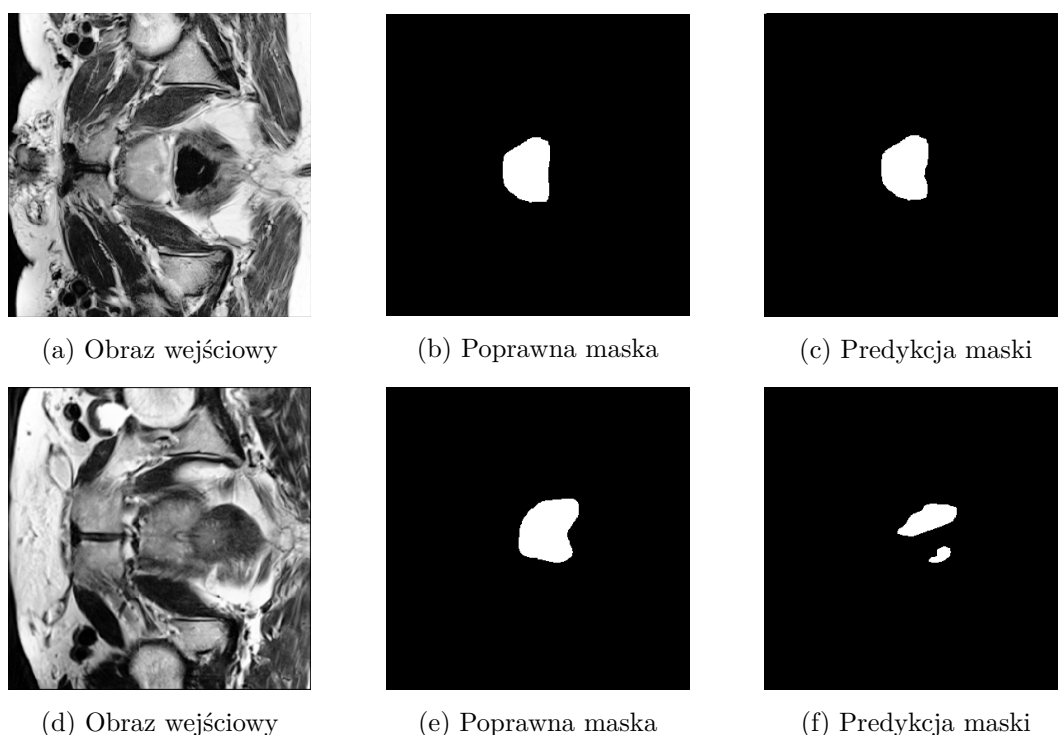 (a) Obraz wejściowy
(b) Poprawna maska
(c) Predykcja maski
(d) Obraz wejściowy
(e) Poprawna maska
(f) Predykcja maski